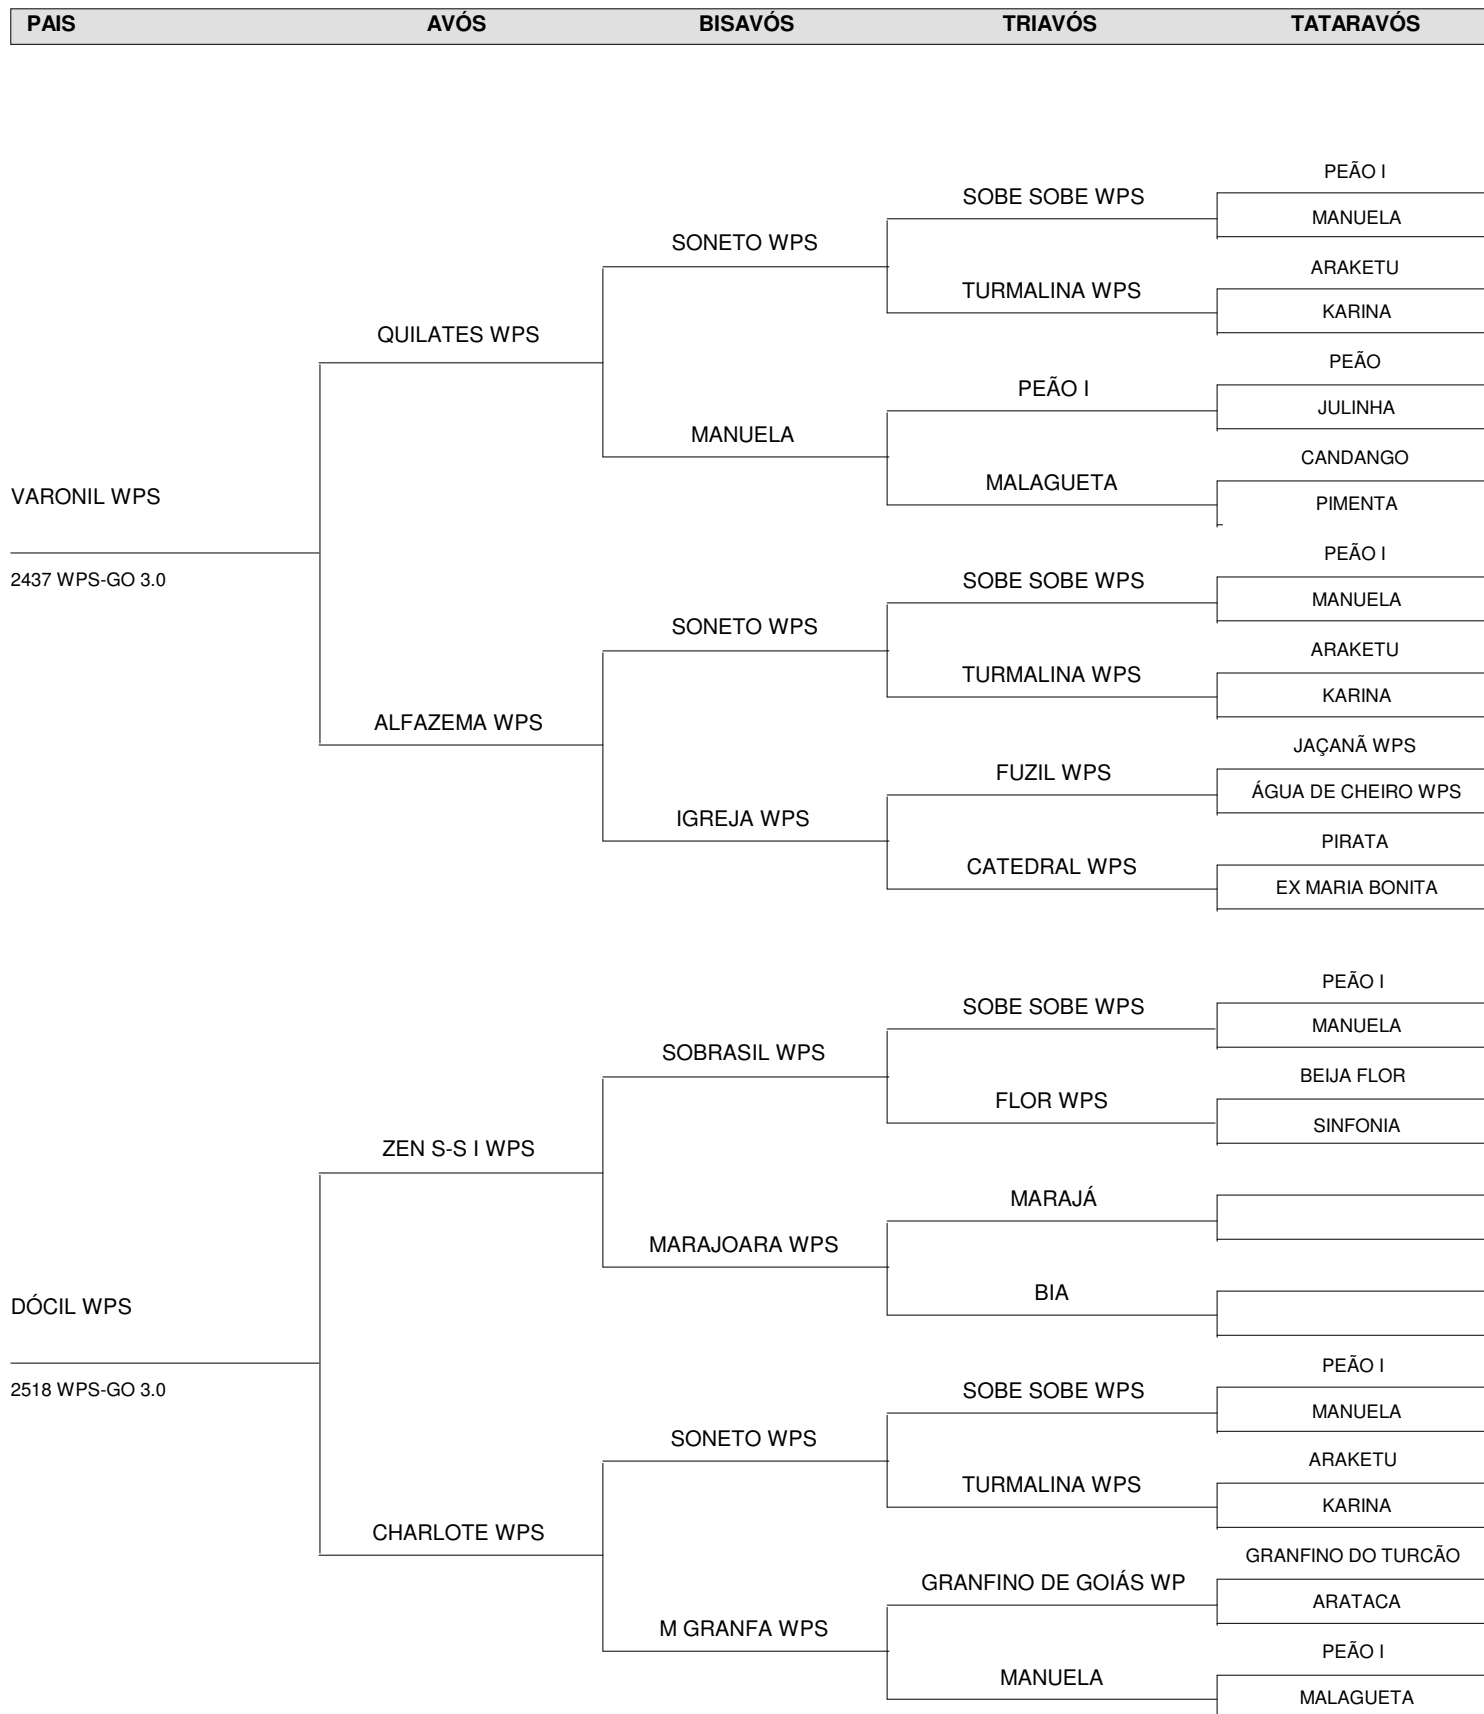 PAIS AVÓS BISAVÓS TRIAVÓS TATARAVÓS
PEÃO I
SOBE SOBE WPS
MANUELA
SONETO WPS
ARAKETU
TURMALINA WPS
KARINA
QUILATES WPS
PEÃO
PEÃO I
JULINHA
MANUELA
CANDANGO
MALAGUETA
VARONIL WPS
PIMENTA
PEÃO I
2437 WPS-GO 3.0
SOBE SOBE WPS
MANUELA
SONETO WPS
ARAKETU
TURMALINA WPS
KARINA
ALFAZEMA WPS
JAÇANÃ WPS
FUZIL WPS
ÁGUA DE CHEIRO WPS
IGREJA WPS
PIRATA
CATEDRAL WPS
EX MARIA BONITA
PEÃO I
SOBE SOBE WPS
MANUELA
SOBRASIL WPS
BEIJA FLOR
FLOR WPS
SINFONIA
ZEN S-S I WPS
MARAJÁ
MARAJOARA WPS
BIA
DÓCIL WPS
PEÃO I
2518 WPS-GO 3.0
SOBE SOBE WPS
MANUELA
SONETO WPS
ARAKETU
TURMALINA WPS
KARINA
CHARLOTE WPS
GRANFINO DO TURCÃO
GRANFINO DE GOIÁS WP
ARATACA
M GRANFA WPS
PEÃO I
MANUELA
MALAGUETA